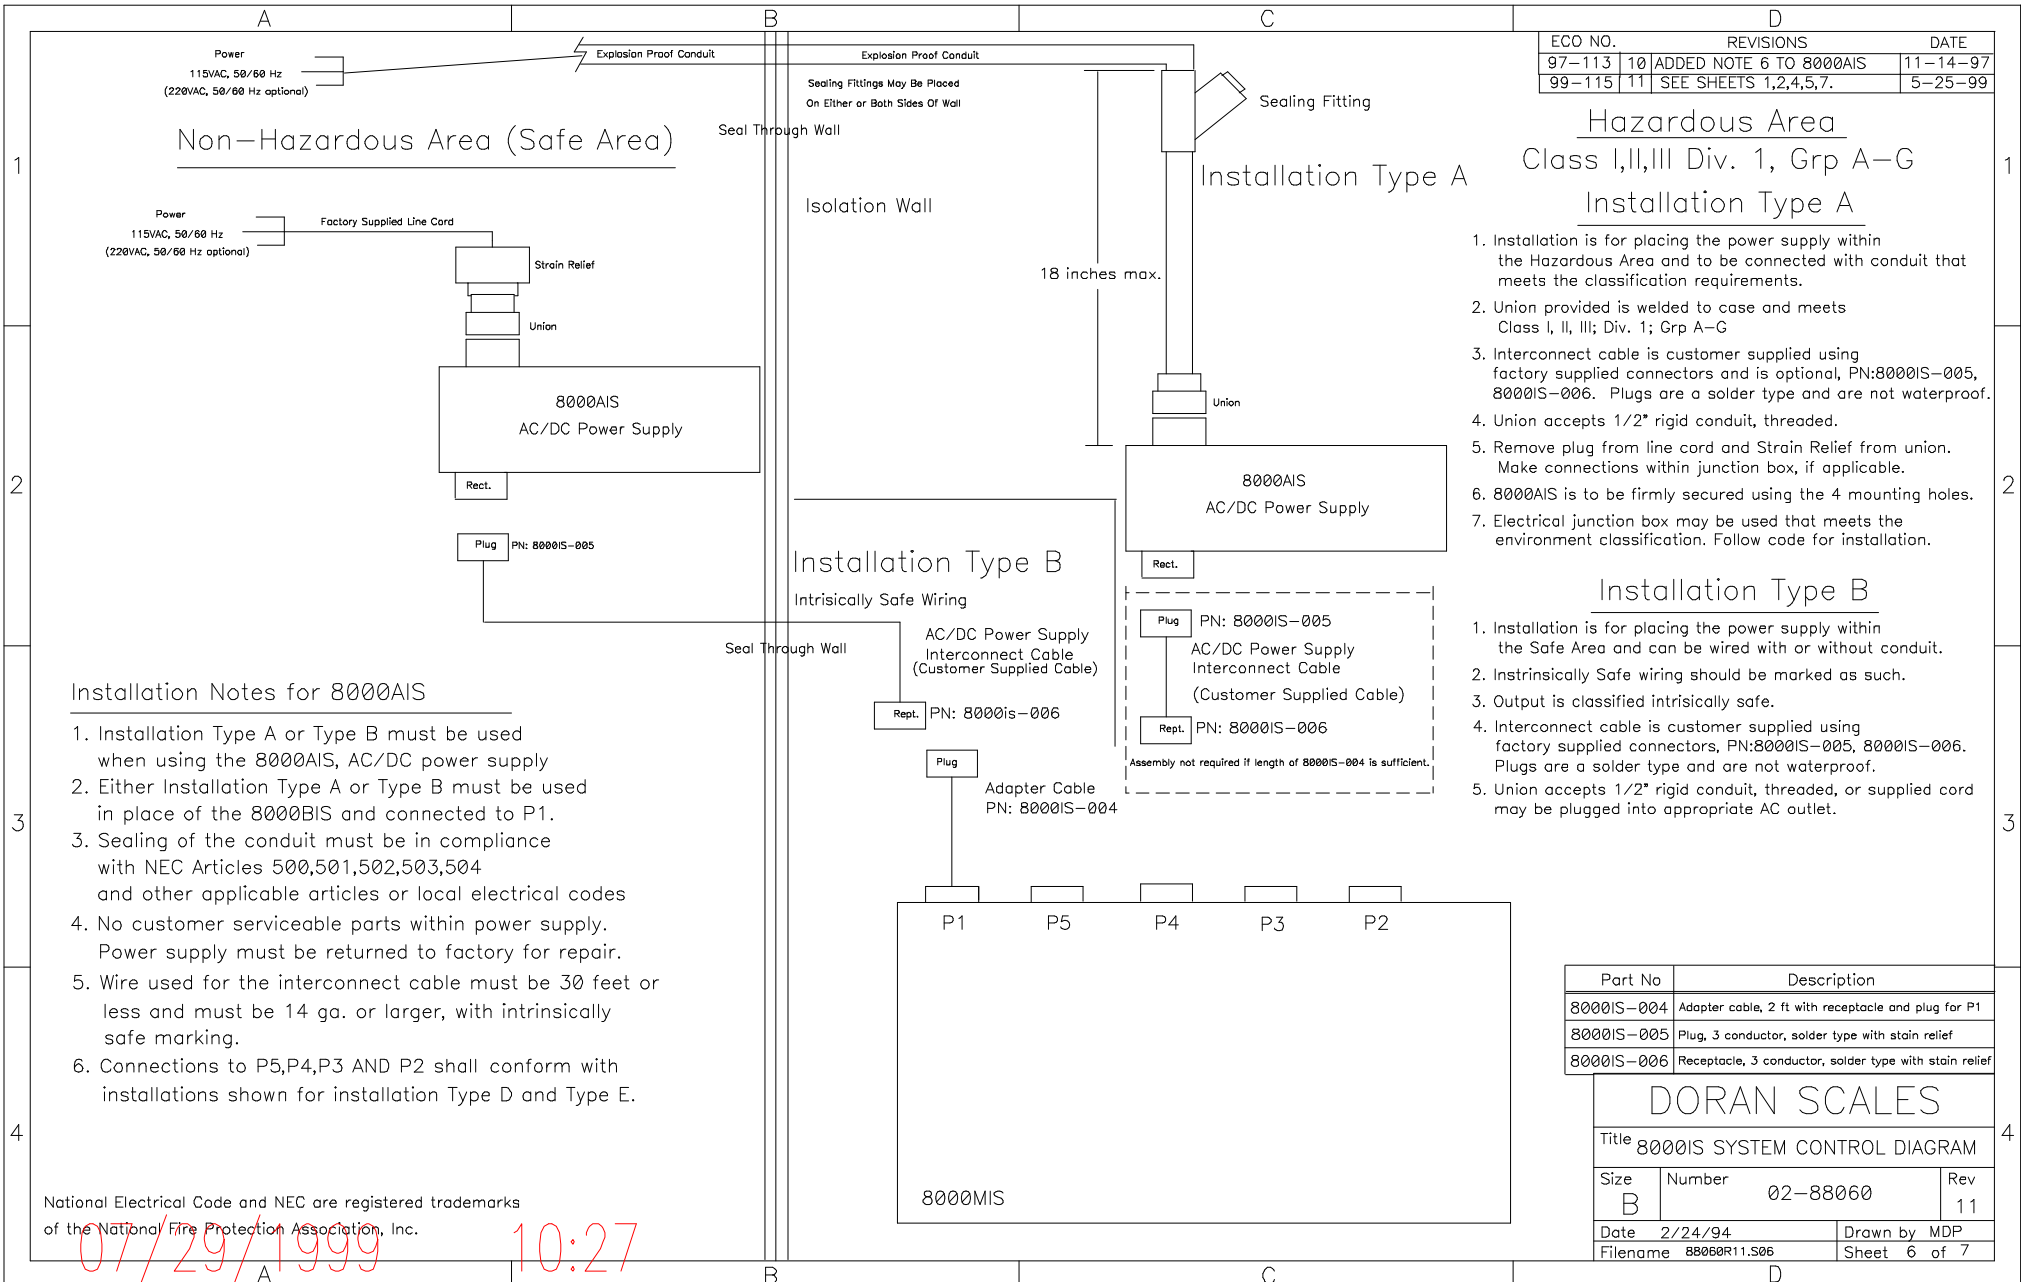 A
B
C
D
Power
115VAC, 50/60 Hz
(220VAC, 50/60 Hz optional)
Explosion Proof Conduit
Explosion Proof Conduit
Sealing Fittings May Be Placed
On Either or Both Sides Of Wall
Seal Through Wall
Sealing Fitting
Non-Hazardous Area (Safe Area)
Isolation Wall
Installation Type A
18 inches max.
Power
115VAC, 50/60 Hz
(220VAC, 50/60 Hz optional)
Factory Supplied Line Cord
Strain Relief
Union
8000AIS
AC/DC Power Supply
Rect.
Plug
PN: 8000IS-005
Union
8000AIS
AC/DC Power Supply
Rect.
Installation Type B
Intrisically Safe Wiring
AC/DC Power Supply
Interconnect Cable
(Customer Supplied Cable)
Seal Through Wall
Rept.
PN: 8000is-006
Plug
Adapter Cable
PN: 8000IS-004
Plug
PN: 8000IS-005
AC/DC Power Supply
Interconnect Cable
(Customer Supplied Cable)
Rept.
PN: 8000IS-006
Assembly not required if length of 8000IS-004 is sufficient.
P1
P5
P4
P3
P2
8000MIS
ECO NO.
REVISIONS
DATE
97-113 10 ADDED NOTE 6 TO 8000AIS 11-14-97
99-115 11 SEE SHEETS 1,2,4,5,7. 5-25-99
Hazardous Area
Class I,II,III Div. 1, Grp A-G
Installation Type A
1. Installation is for placing the power supply within
the Hazardous Area and to be connected with conduit that
meets the classification requirements.
2. Union provided is welded to case and meets
Class I, II, III; Div. 1; Grp A-G
3. Interconnect cable is customer supplied using
factory supplied connectors and is optional, PN:8000IS-005,
8000IS-006. Plugs are a solder type and are not waterproof.
4. Union accepts 1/2" rigid conduit, threaded.
5. Remove plug from line cord and Strain Relief from union.
Make connections within junction box, if applicable.
6. 8000AIS is to be firmly secured using the 4 mounting holes.
7. Electrical junction box may be used that meets the
environment classification. Follow code for installation.
Installation Type B
1. Installation is for placing the power supply within
the Safe Area and can be wired with or without conduit.
2. Instrinsically Safe wiring should be marked as such.
3. Output is classified intrisically safe.
4. Interconnect cable is customer supplied using
factory supplied connectors, PN:8000IS-005, 8000IS-006.
Plugs are a solder type and are not waterproof.
5. Union accepts 1/2" rigid conduit, threaded, or supplied cord
may be plugged into appropriate AC outlet.
Installation Notes for 8000AIS
1. Installation Type A or Type B must be used
when using the 8000AIS, AC/DC power supply
2. Either Installation Type A or Type B must be used
in place of the 8000BIS and connected to P1.
3. Sealing of the conduit must be in compliance
with NEC Articles 500,501,502,503,504
and other applicable articles or local electrical codes
4. No customer serviceable parts within power supply.
Power supply must be returned to factory for repair.
5. Wire used for the interconnect cable must be 30 feet or
less and must be 14 ga. or larger, with intrinsically
safe marking.
6. Connections to P5,P4,P3 AND P2 shall conform with
installations shown for installation Type D and Type E.
National Electrical Code and NEC are registered trademarks
of the National Fire Protection Association, Inc.
07/29/1999 10:27
Part No
Description
8000IS-004 Adapter cable, 2 ft with receptacle and plug for P1
8000IS-005 Plug, 3 conductor, solder type with stain relief
8000IS-006 Receptacle, 3 conductor, solder type with stain relief
DORAN SCALES
Title 8000IS SYSTEM CONTROL DIAGRAM
Size
B
Number
02-88060
Rev
11
Date 2/24/94
Drawn by MDP
Filename 88060R11.S06
Sheet 6 of 7
1
2
3
4
1
2
3
4
A
B
C
D